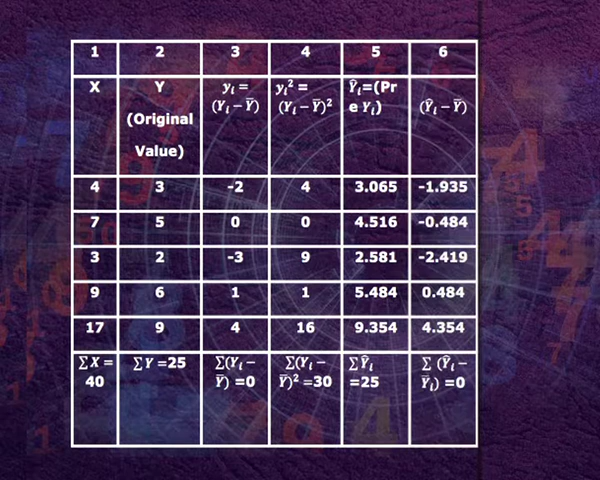 1 2 3 4 5 6
X Y yᵢ = yᵢ² = Ŷᵢ=(Pr
(Yᵢ − Ȳ) (Yᵢ − Ȳ)² e Yᵢ) (Ŷᵢ − Ȳ)
(Original
Value)
4 3 -2 4 3.065 -1.935
7 5 0 0 4.516 -0.484
3 2 -3 9 2.581 -2.419
9 6 1 1 5.484 0.484
17 9 4 16 9.354 4.354
∑X = ∑Y =25 ∑(Yᵢ − ∑(Yᵢ − ∑Ŷᵢ ∑ (Ŷᵢ −
40 Ȳ) =0 Ȳ)² =30 =25 Ȳᵢ) =0